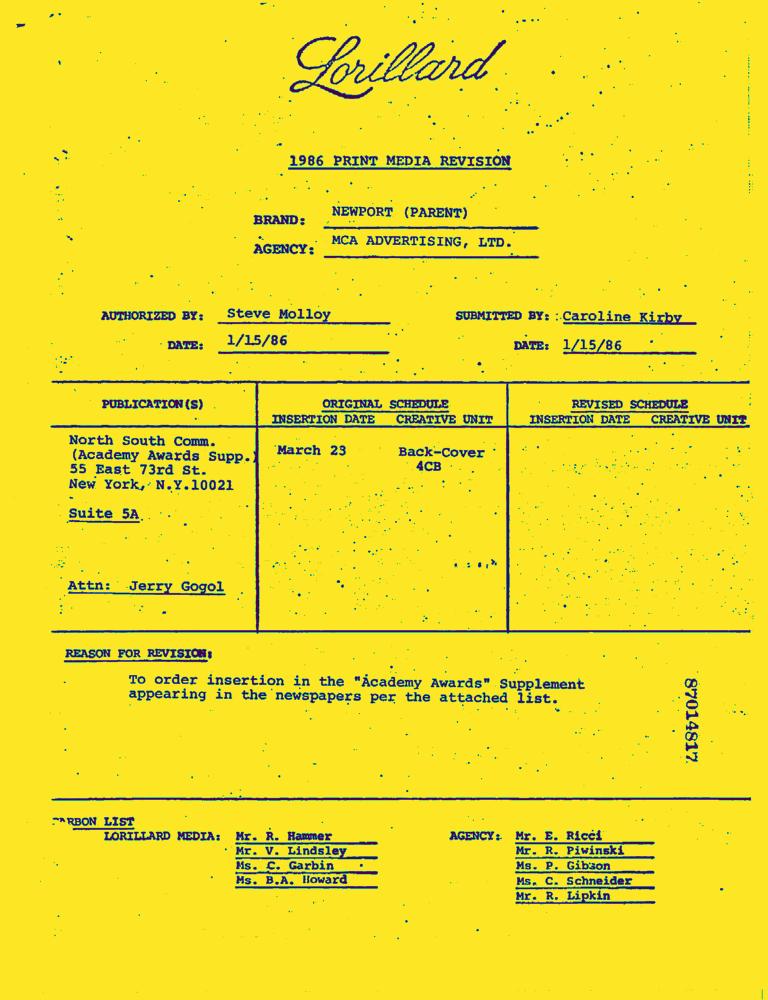 Lorillard
1986 PRINT MEDIA REVISION
BRAND: NEWPORT (PARENT)
AGENCY: MCA ADVERTISING, LTD.
AUTHORIZED BY: Steve Molloy SUBMITTED BY: Caroline Kirby
DATE: 1/15/86 DATE: 1/15/86
PUBLICATION(S) ORIGINAL SCHEDULE REVISED SCHEDULE
INSERTION DATE CREATIVE UNIT INSERTION DATE CREATIVE UNIT
North South Comm. March 23 Back-Cover
(Academy Awards Supp.) 4CB
55 East 73rd St.
New York, N.Y.10021
Suite 5A
Attn: Jerry Gogol
REASON FOR REVISION:
To order insertion in the "Academy Awards" Supplement
appearing in the newspapers per the attached list.
87014817
RBON LIST
LORILLARD MEDIA: Mr. R. Hammer AGENCY: Mr. E. Ricci
Mr. V. Lindsley Mr. R. Piwinski
Ms. C. Garbin Ms. P. Gibson
Ms. B.A. Howard Ms. C. Schneider
Mr. R. Lipkin